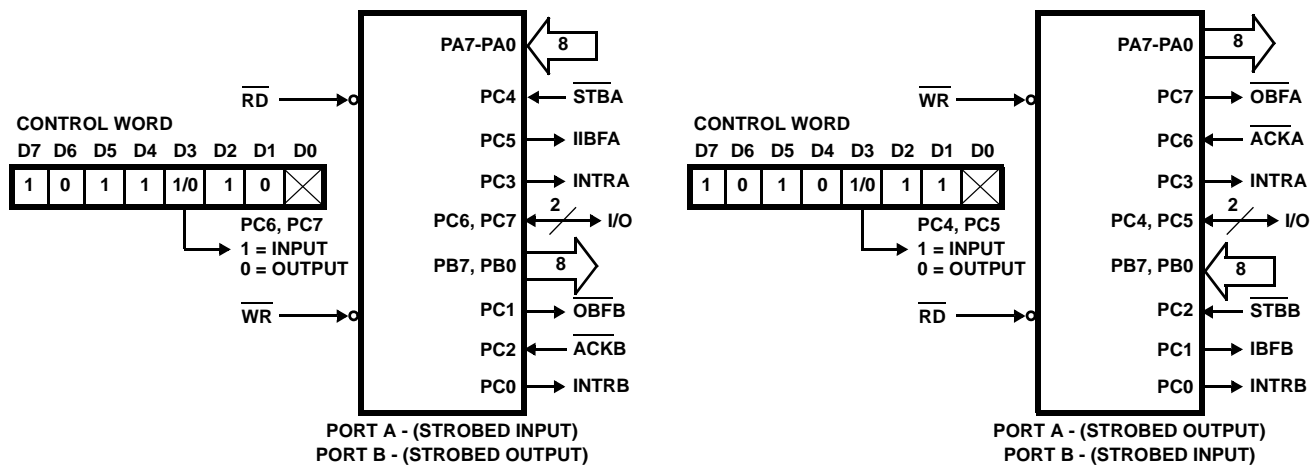 PA7-PA0
8
RD
PC4
STBA
CONTROL WORD
D7 D6 D5 D4 D3 D2 D1 D0
1 0 1 1 1/0 1 0
PC5
IIBFA
PC3
INTRA
PC6, PC7
1 = INPUT
0 = OUTPUT
PC6, PC7
2
I/O
PB7, PB0
8
WR
PC1
OBFB
PC2
ACKB
PC0
INTRB
PORT A - (STROBED INPUT)
PORT B - (STROBED OUTPUT)
PA7-PA0
8
WR
PC7
OBFA
CONTROL WORD
D7 D6 D5 D4 D3 D2 D1 D0
1 0 1 0 1/0 1 1
PC6
ACKA
PC3
INTRA
PC4, PC5
1 = INPUT
0 = OUTPUT
PC4, PC5
2
I/O
PB7, PB0
8
RD
PC2
STBB
PC1
IBFB
PC0
INTRB
PORT A - (STROBED OUTPUT)
PORT B - (STROBED INPUT)